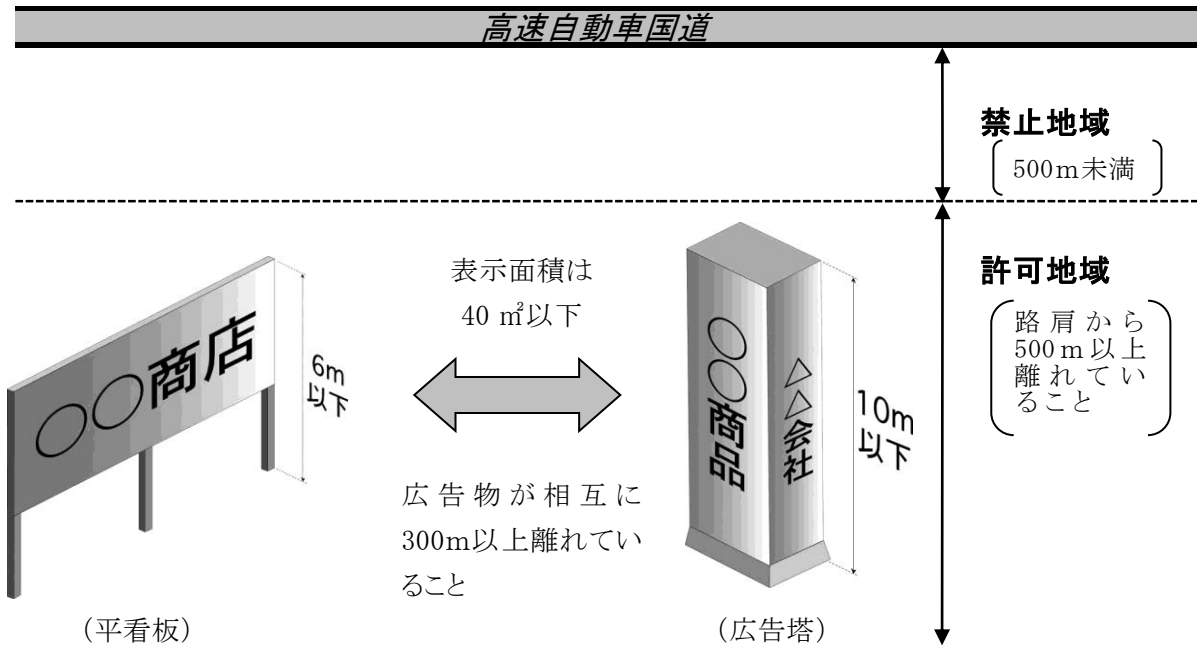 高速自動車国道
禁止地域
500m未満
表示面積は
40 ㎡以下
許可地域
路肩から
500m以上
離れてい
ること
○○商店
6m
以下
○○商品
△△会社
10m
以下
広告物が相互に
300m以上離れてい
ること
（平看板）
（広告塔）